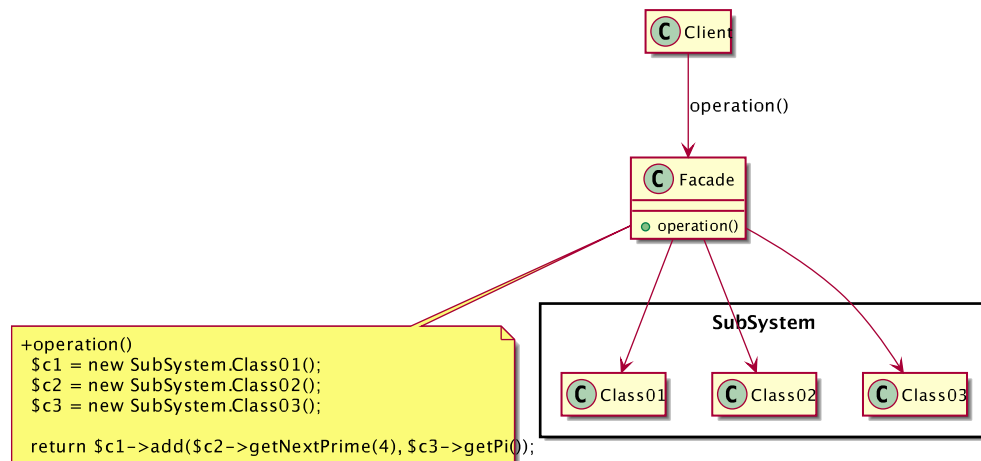 C Client
operation()
C Facade
operation()
SubSystem
C Class01
C Class02
C Class03
+operation()
$c1 = new SubSystem.Class01();
$c2 = new SubSystem.Class02();
$c3 = new SubSystem.Class03();
return $c1->add($c2->getNextPrime(4), $c3->getPi());